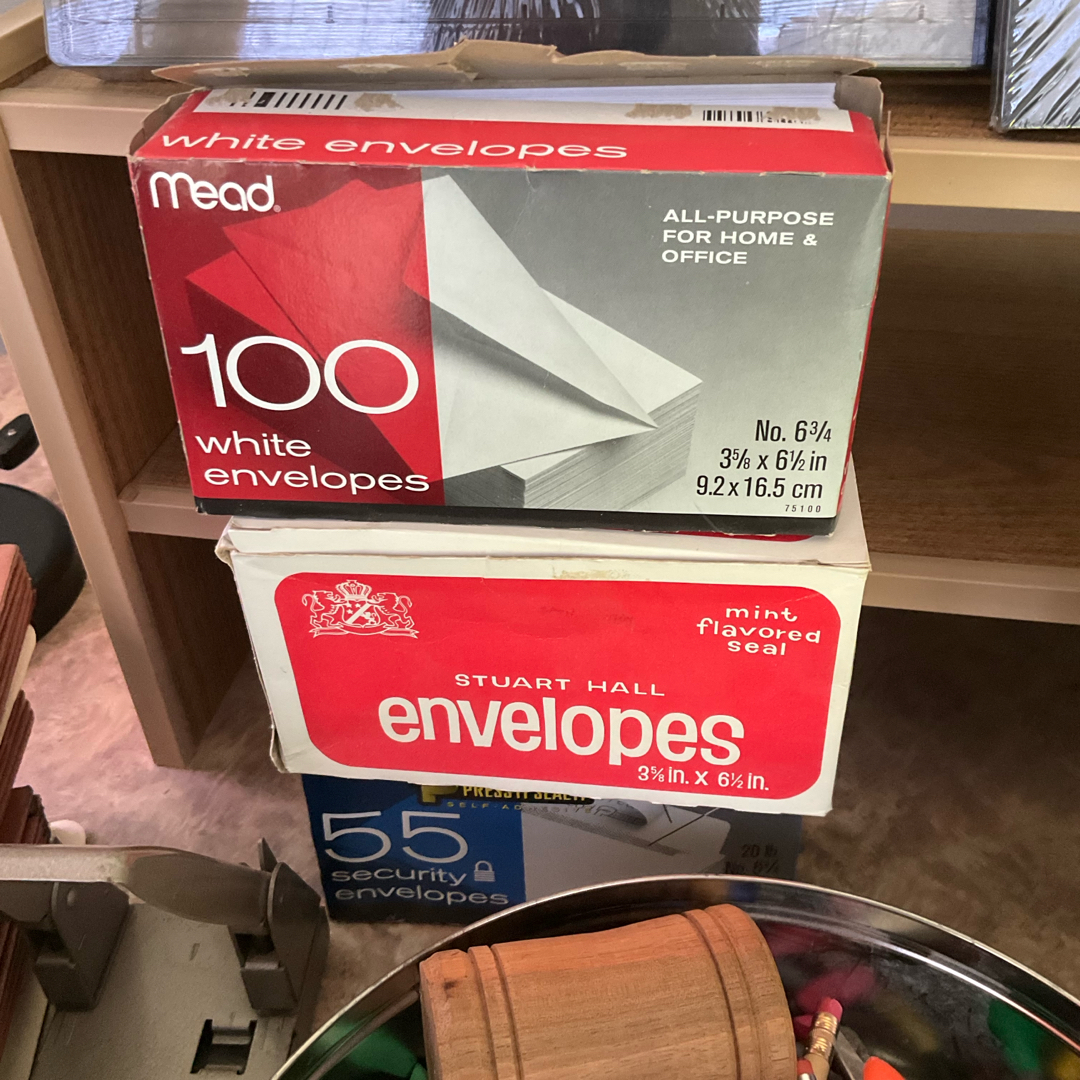 white envelopes
Mead®
ALL-PURPOSE
FOR HOME &
OFFICE
100
white
envelopes
No. 6¾
3⅝ x 6½ in
9.2 x 16.5 cm
75100
mint
flavored
seal
STUART HALL
envelopes
3⅝ in. X 6½ in.
55
security
envelopes
20 lb